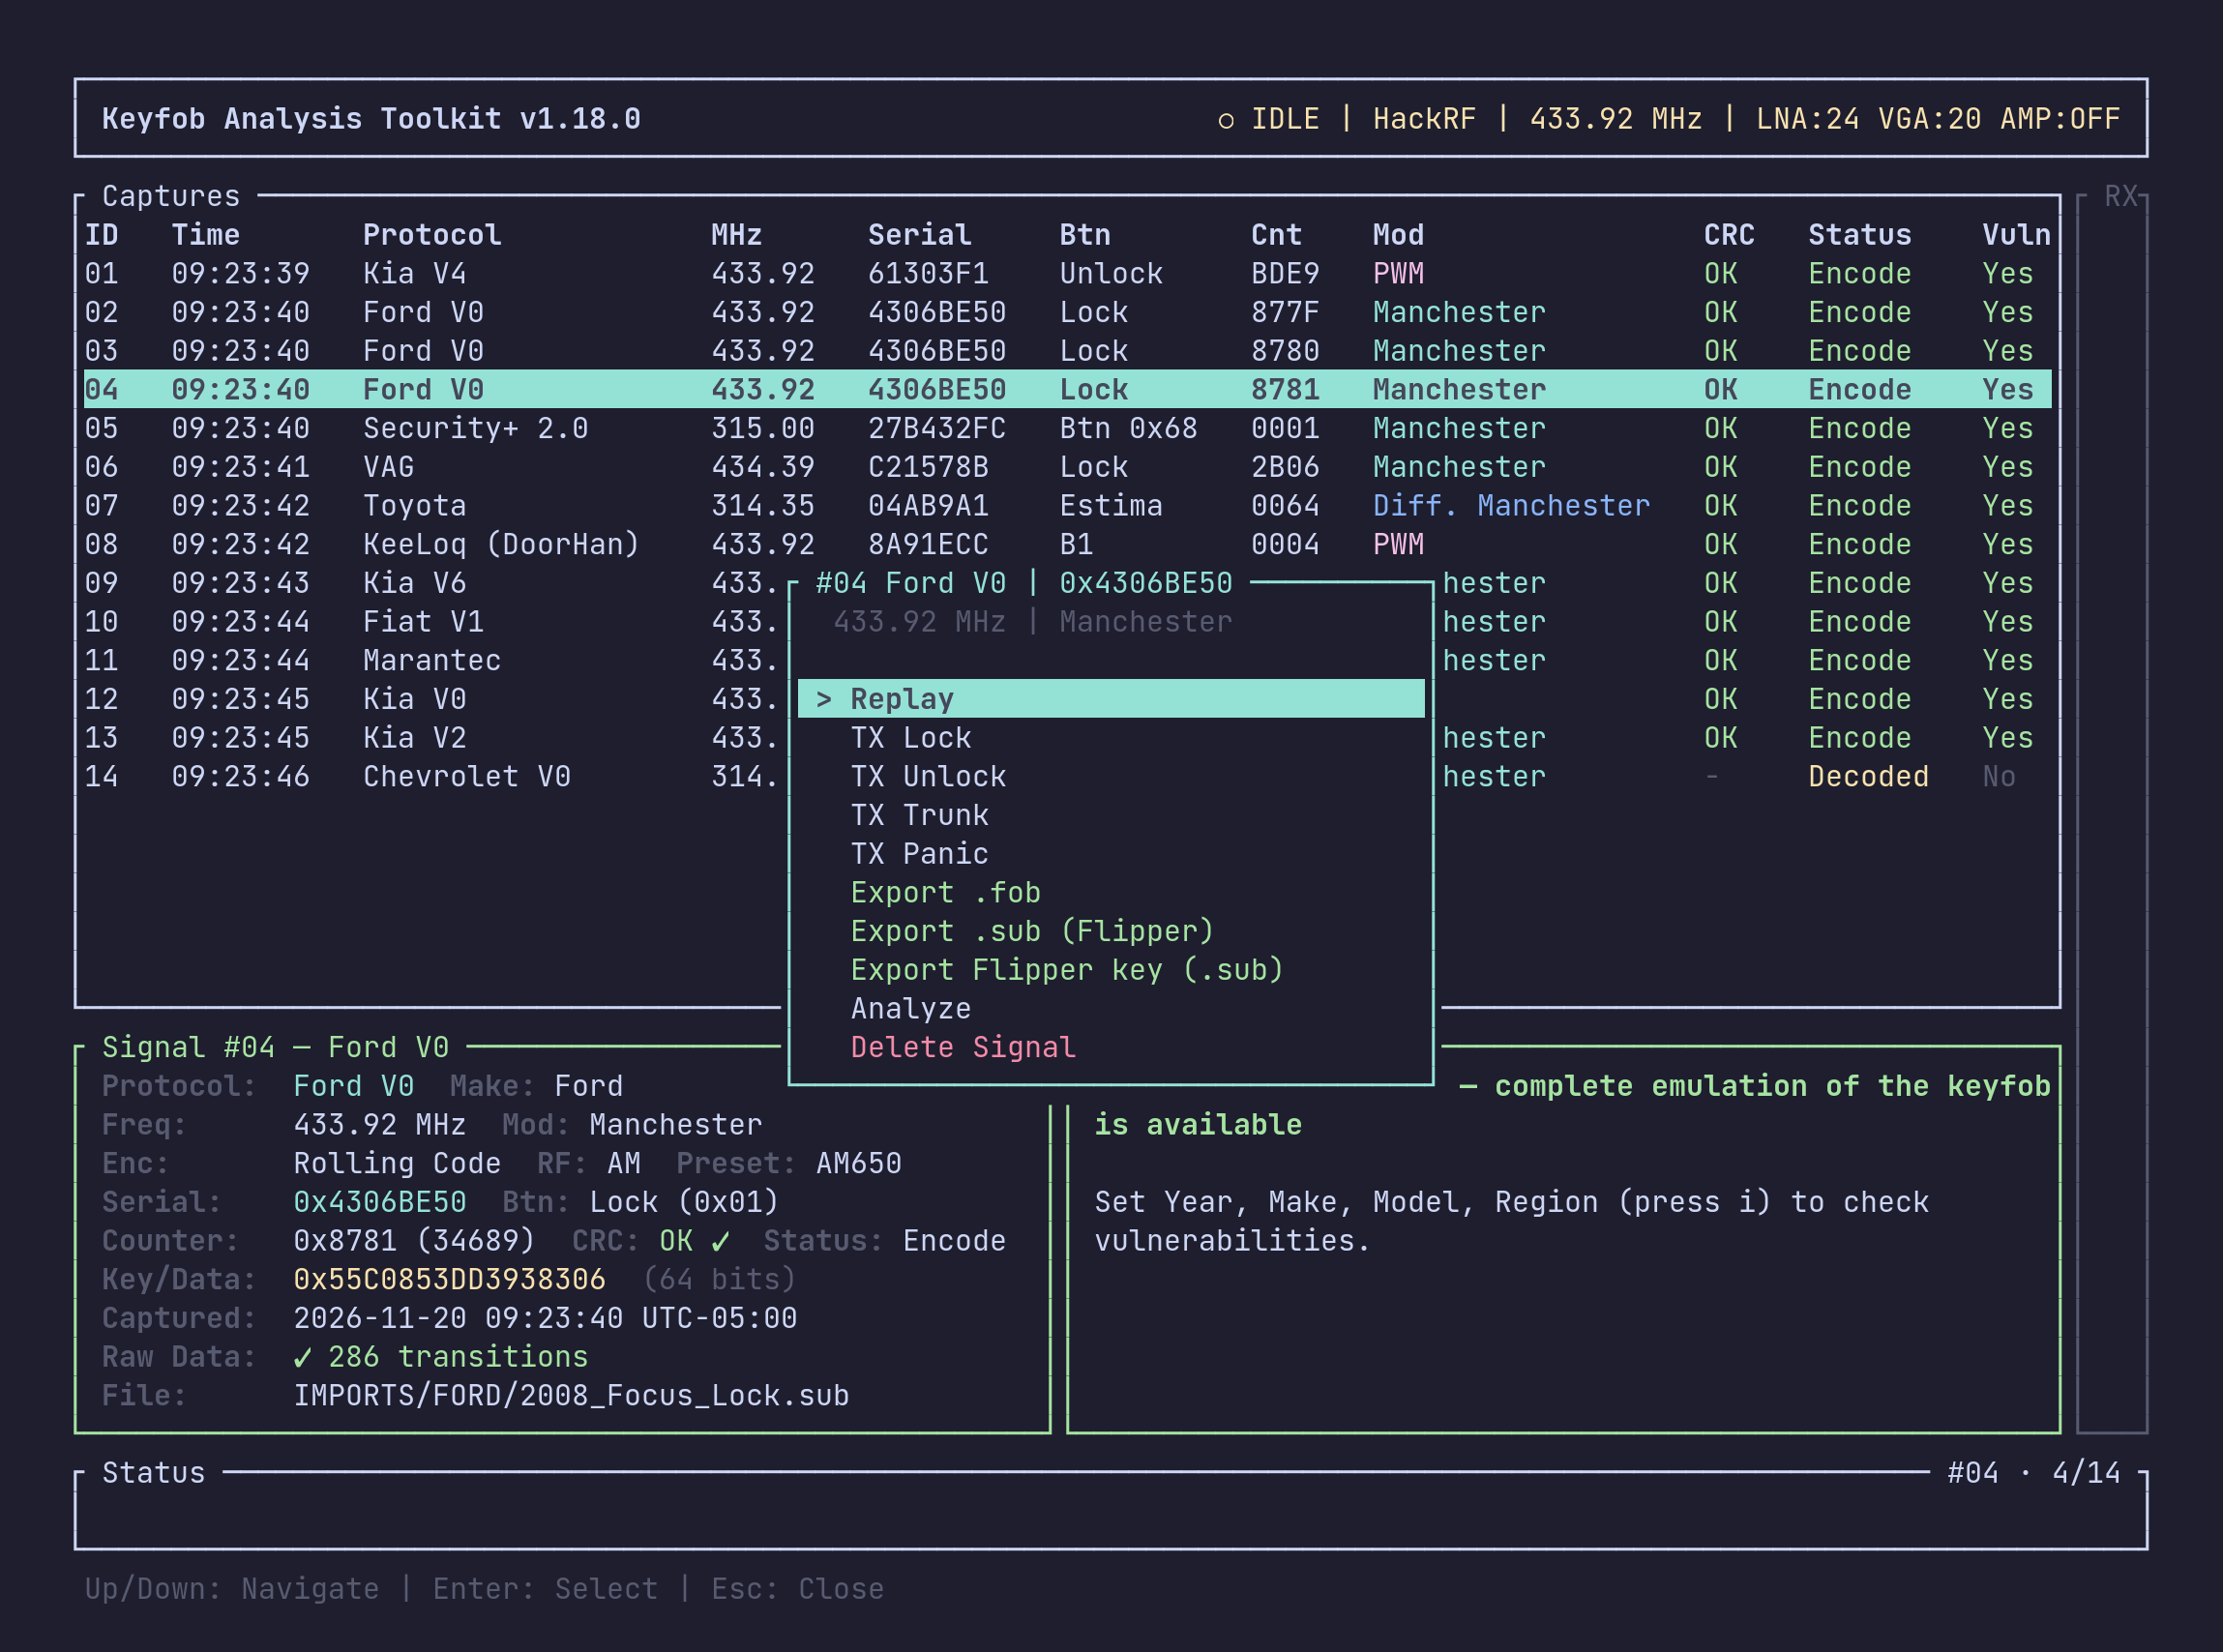 Keyfob Analysis Toolkit v1.18.0 ○ IDLE | HackRF | 433.92 MHz | LNA:24 VGA:20 AMP:OFF
Captures RX
ID Time Protocol MHz Serial Btn Cnt Mod CRC Status Vuln
01 09:23:39 Kia V4 433.92 61303F1 Unlock BDE9 PWM OK Encode Yes
02 09:23:40 Ford V0 433.92 4306BE50 Lock 877F Manchester OK Encode Yes
03 09:23:40 Ford V0 433.92 4306BE50 Lock 8780 Manchester OK Encode Yes
04 09:23:40 Ford V0 433.92 4306BE50 Lock 8781 Manchester OK Encode Yes
05 09:23:40 Security+ 2.0 315.00 27B432FC Btn 0x68 0001 Manchester OK Encode Yes
06 09:23:41 VAG 434.39 C21578B Lock 2B06 Manchester OK Encode Yes
07 09:23:42 Toyota 314.35 04AB9A1 Estima 0064 Diff. Manchester OK Encode Yes
08 09:23:42 KeeLoq (DoorHan) 433.92 8A91ECC B1 0004 PWM OK Encode Yes
09 09:23:43 Kia V6 433. hester OK Encode Yes
10 09:23:44 Fiat V1 433. hester OK Encode Yes
11 09:23:44 Marantec 433. hester OK Encode Yes
12 09:23:45 Kia V0 433. OK Encode Yes
13 09:23:45 Kia V2 433. hester OK Encode Yes
14 09:23:46 Chevrolet V0 314. hester - Decoded No
#04 Ford V0 | 0x4306BE50
433.92 MHz | Manchester
> Replay
TX Lock
TX Unlock
TX Trunk
TX Panic
Export .fob
Export .sub (Flipper)
Export Flipper key (.sub)
Analyze
Delete Signal
Signal #04 — Ford V0
Protocol: Ford V0 Make: Ford
Freq: 433.92 MHz Mod: Manchester
Enc: Rolling Code RF: AM Preset: AM650
Serial: 0x4306BE50 Btn: Lock (0x01)
Counter: 0x8781 (34689) CRC: OK ✓ Status: Encode
Key/Data: 0x55C0853DD3938306 (64 bits)
Captured: 2026-11-20 09:23:40 UTC-05:00
Raw Data: ✓ 286 transitions
File: IMPORTS/FORD/2008_Focus_Lock.sub
— complete emulation of the keyfob
is available
Set Year, Make, Model, Region (press i) to check
vulnerabilities.
Status #04 · 4/14
Up/Down: Navigate | Enter: Select | Esc: Close